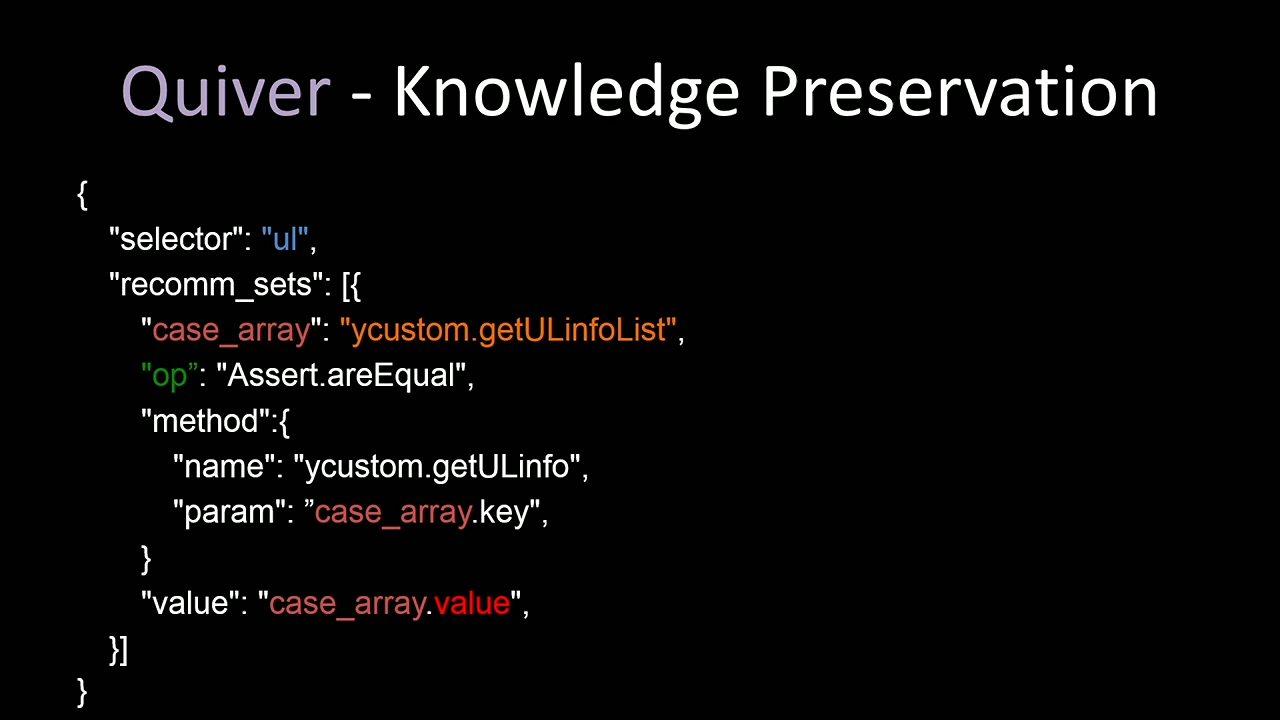 Quiver - Knowledge Preservation
{
"selector": "ul",
"recomm_sets": [{
"case_array": "ycustom.getULinfoList",
"op”: "Assert.areEqual",
"method":{
"name": "ycustom.getULinfo",
"param": ”case_array.key",
}
"value": "case_array.value",
}]
}